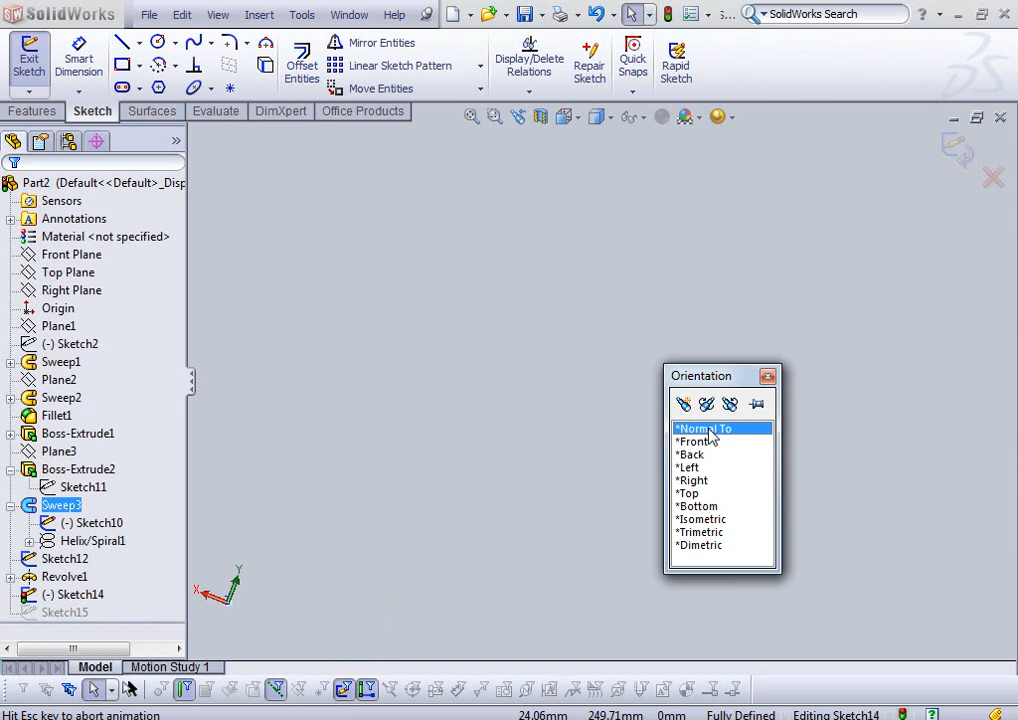 SolidWorks File Edit View Insert Tools Window Help S... SolidWorks Search
Exit Sketch
Smart Dimension
Offset Entities
Mirror Entities
Linear Sketch Pattern
Move Entities
Display/Delete Relations
Repair Sketch
Quick Snaps
Rapid Sketch
Features Sketch Surfaces Evaluate DimXpert Office Products
Part2 (Default<<Default>_Disp
Sensors
Annotations
Material <not specified>
Front Plane
Top Plane
Right Plane
Origin
Plane1
(-) Sketch2
Sweep1
Plane2
Sweep2
Fillet1
Boss-Extrude1
Plane3
Boss-Extrude2
Sketch11
Sweep3
(-) Sketch10
Helix/Spiral1
Sketch12
Revolve1
(-) Sketch14
Sketch15
X Y
Orientation
*Normal To
*Front
*Back
*Left
*Right
*Top
*Bottom
*Isometric
*Trimetric
*Dimetric
Model Motion Study 1
Hit Esc key to abort animation 24.06mm 249.71mm 0mm Fully Defined Editing Sketch14